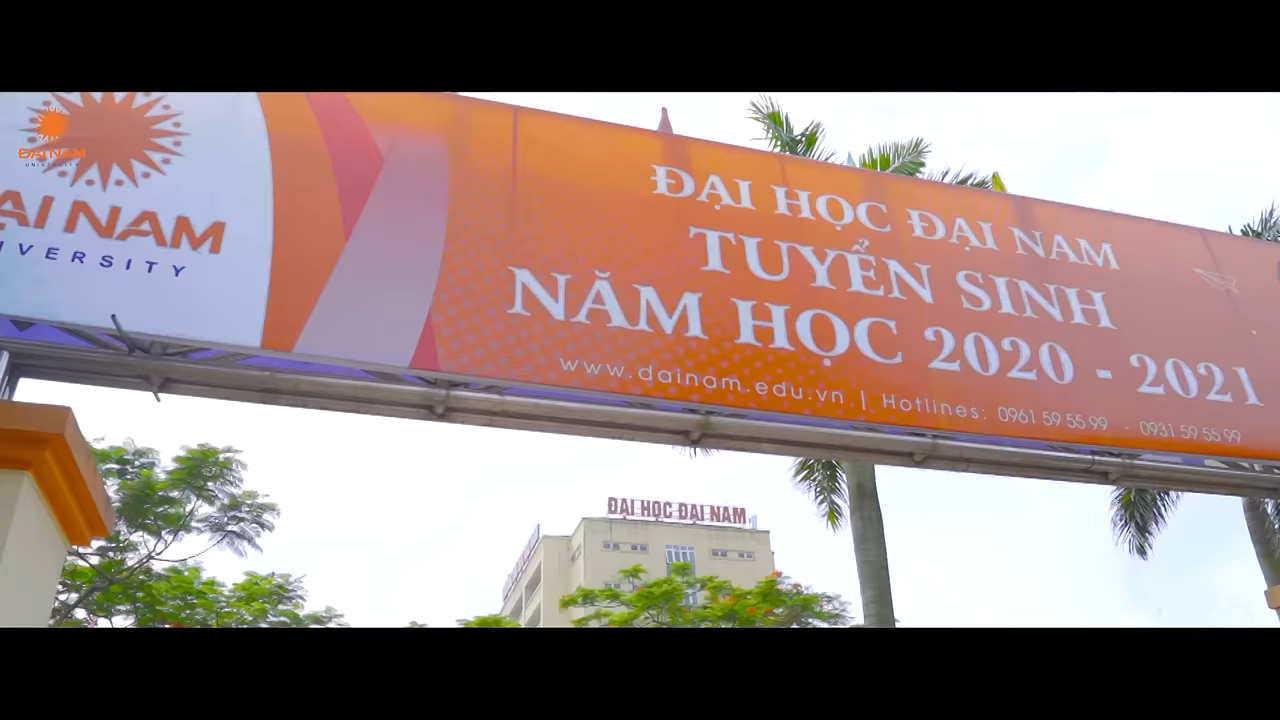 ĐẠI NAM
UNIVERSITY
ĐẠI NAM
UNIVERSITY
ĐẠI HỌC ĐẠI NAM
TUYỂN SINH
NĂM HỌC 2020 - 2021
www.dainam.edu.vn | Hotlines: 0961 59 55 99 - 0931 59 55 99
ĐẠI HỌC ĐẠI NAM